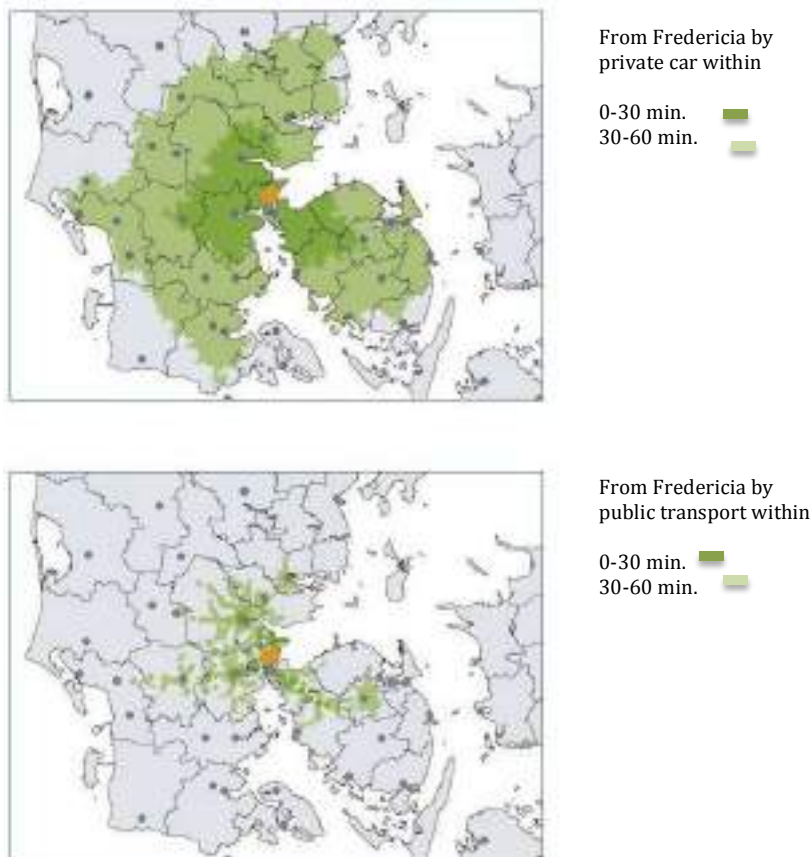 From Fredericia by
private car within
0-30 min.
30-60 min.
From Fredericia by
public transport within
0-30 min.
30-60 min.